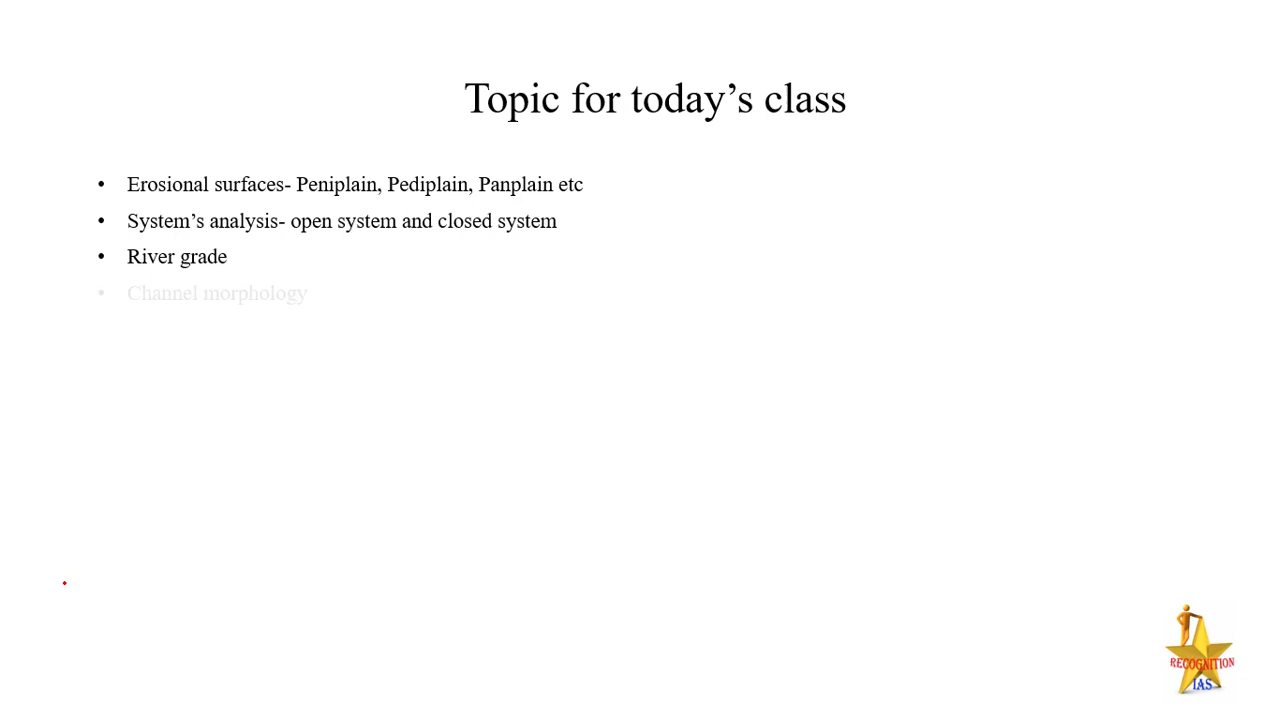 Topic for today’s class
• Erosional surfaces- Peniplain, Pediplain, Panplain etc
• System’s analysis- open system and closed system
• River grade
• Channel morphology
RECOGNITION
IAS